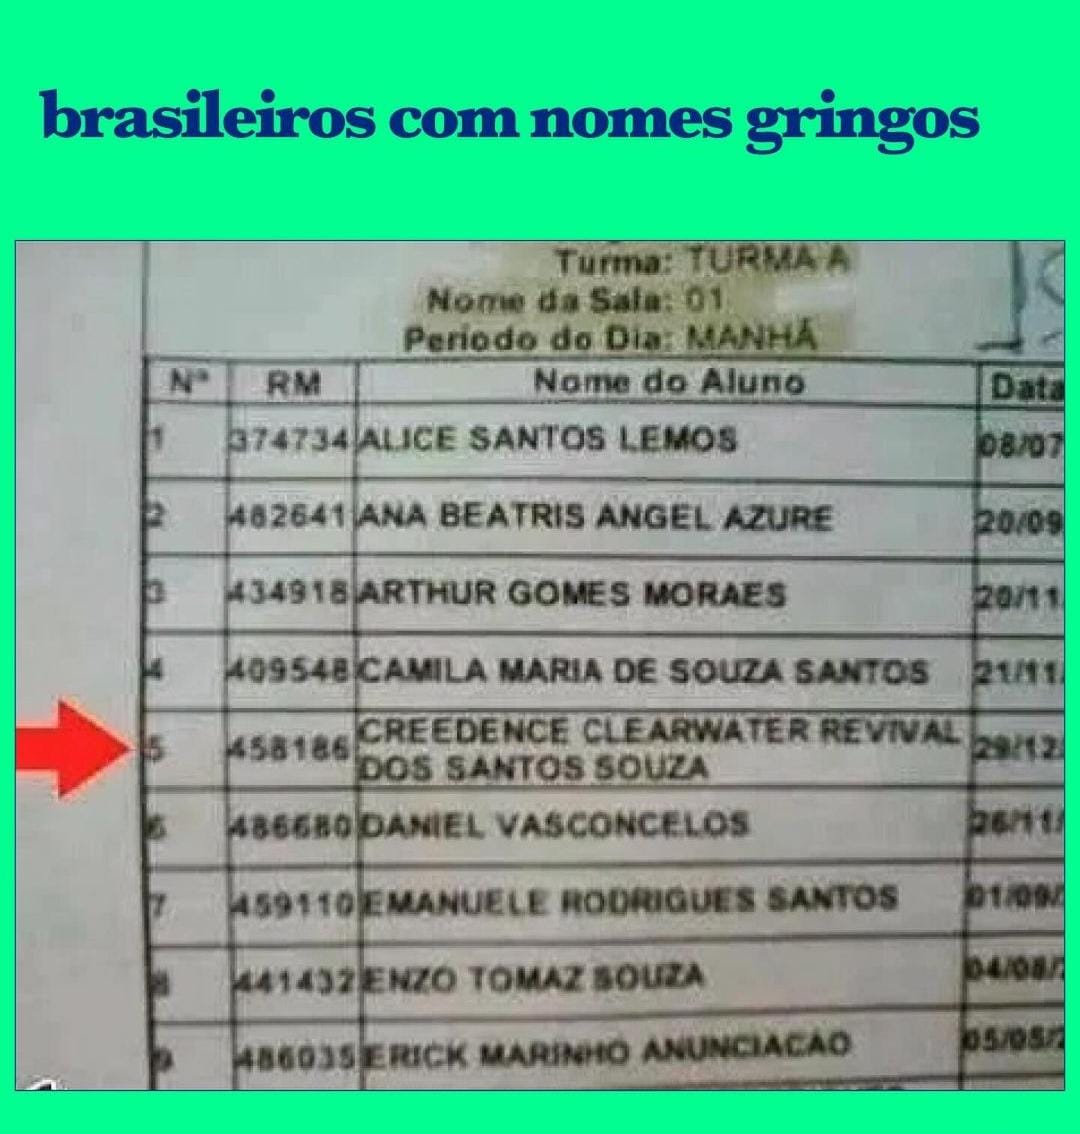 brasileiros com nomes gringos
Turma: TURMA A
Nome da Sala: 01
Período do Dia: MANHÃ
Nº RM Nome do Aluno Data
1 374734 ALICE SANTOS LEMOS 08/07
2 482641 ANA BEATRIS ANGEL AZURE 20/09
3 434918 ARTHUR GOMES MORAES 20/11
4 409548 CAMILA MARIA DE SOUZA SANTOS 21/11
5 458186 CREEDENCE CLEARWATER REVIVAL 29/12
DOS SANTOS SOUZA
6 486680 DANIEL VASCONCELOS 26/11/
7 459110 EMANUELE RODRIGUES SANTOS 01/09/
8 441432 ENZO TOMAZ SOUZA 04/08/
9 486035 ERICK MARINHO ANUNCIACAO 05/05/2